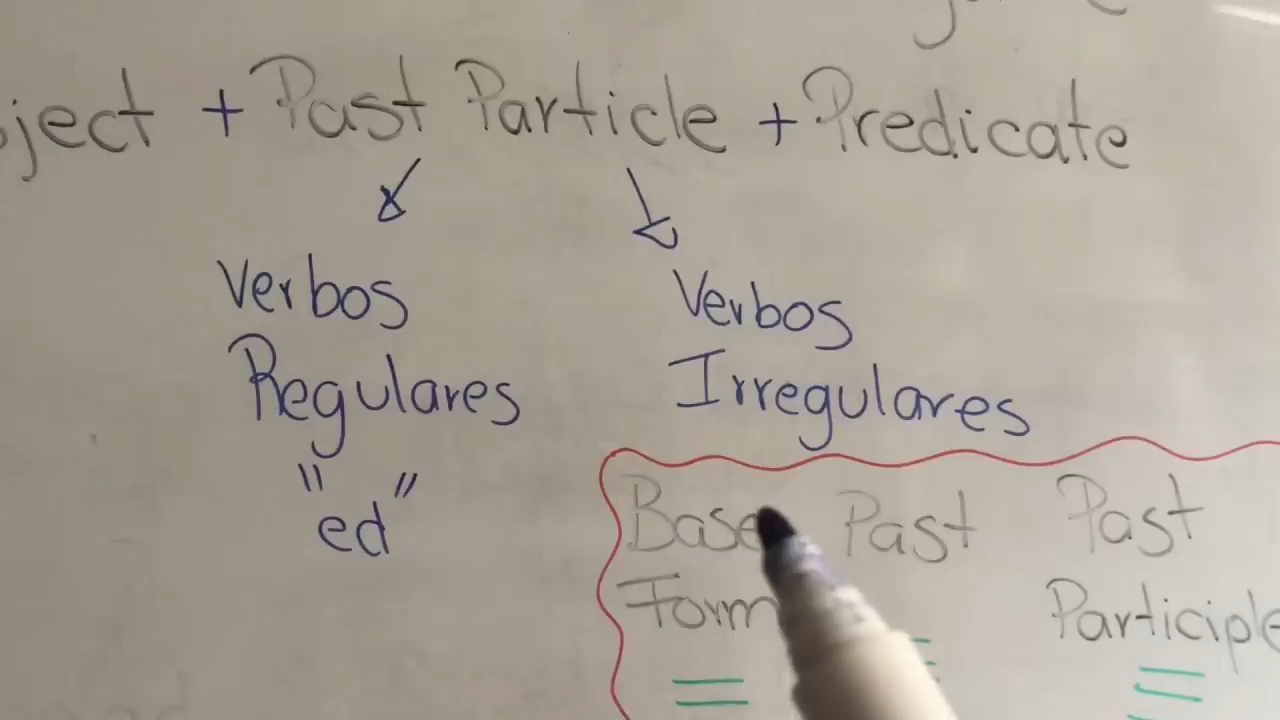 ject + Past Particle + Predicate
Verbos
Regulares
"ed"
Verbos
Irregulares
Base Past Past
Form Participle